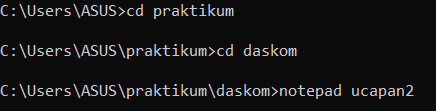 C:\Users\ASUS>cd praktikum
C:\Users\ASUS\praktikum>cd daskom
C:\Users\ASUS\praktikum\daskom>notepad ucapan2